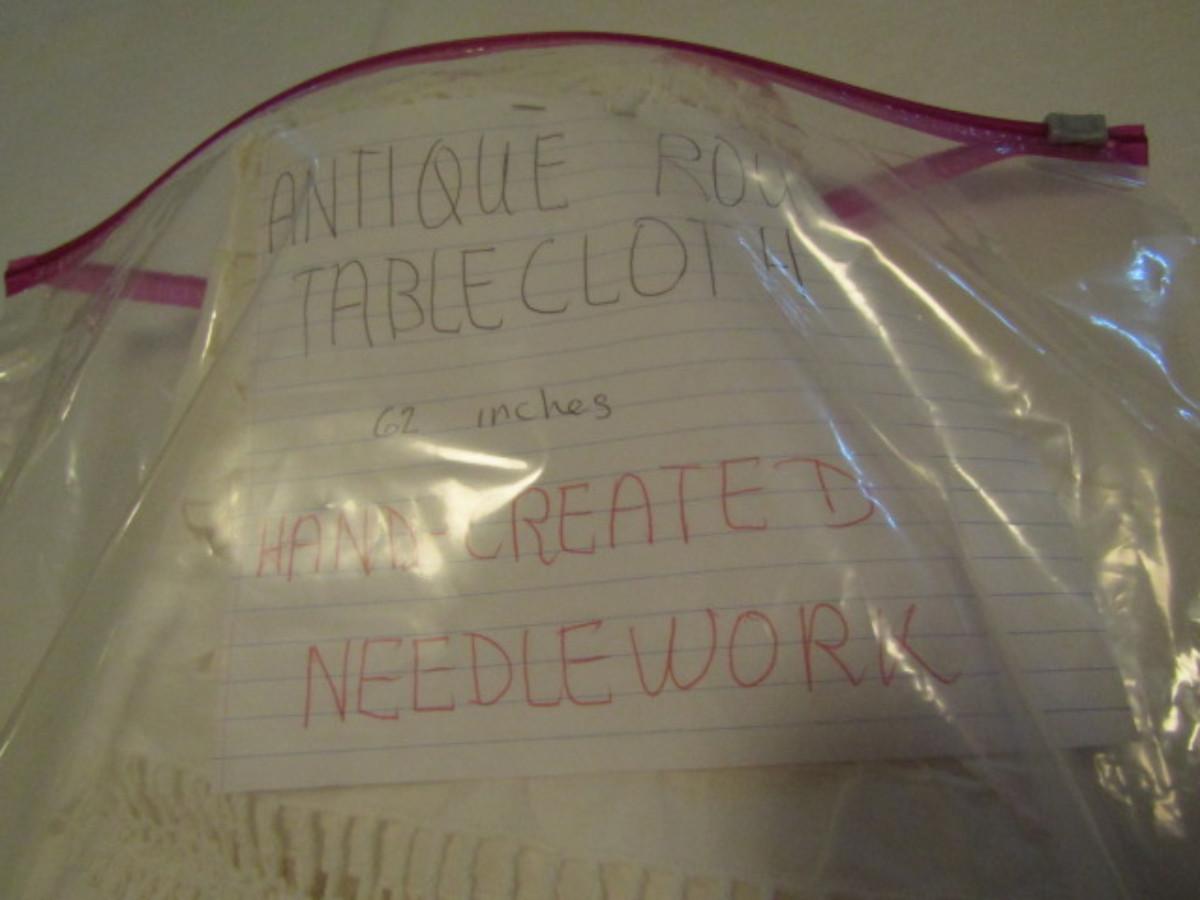 ANTIQUE ROU
TABLECLOTH
62 inches
HAND-CREATED
NEEDLEWORK